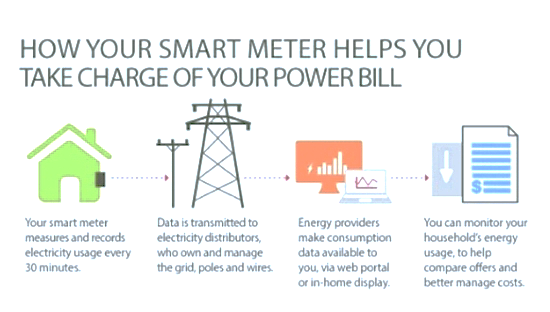 HOW YOUR SMART METER HELPS YOU
TAKE CHARGE OF YOUR POWER BILL
Your smart meter
measures and records
electricity usage every
30 minutes.
Data is transmitted to
electricity distributors,
who own and manage
the grid, poles and wires.
Energy providers
make consumption
data available to
you, via web portal
or in-home display.
$
You can monitor your
household's energy
usage, to help
compare offers and
better manage costs.